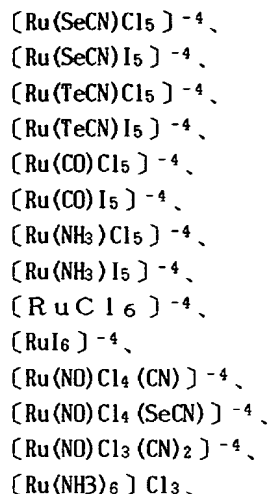 〔Ru(SeCN)Cl₅〕⁻⁴、
〔Ru(SeCN)I₅〕⁻⁴、
〔Ru(TeCN)Cl₅〕⁻⁴、
〔Ru(TeCN)I₅〕⁻⁴、
〔Ru(CO)Cl₅〕⁻⁴、
〔Ru(CO)I₅〕⁻⁴、
〔Ru(NH₃)Cl₅〕⁻⁴、
〔Ru(NH₃)I₅〕⁻⁴、
〔ＲｕＣｌ₆〕⁻⁴、
〔RuI₆〕⁻⁴、
〔Ru(NO)Cl₄(CN)〕⁻⁴、
〔Ru(NO)Cl₄(SeCN)〕⁻⁴、
〔Ru(NO)Cl₃(CN)₂〕⁻⁴、
〔Ru(NH3)₆〕Cl₃、